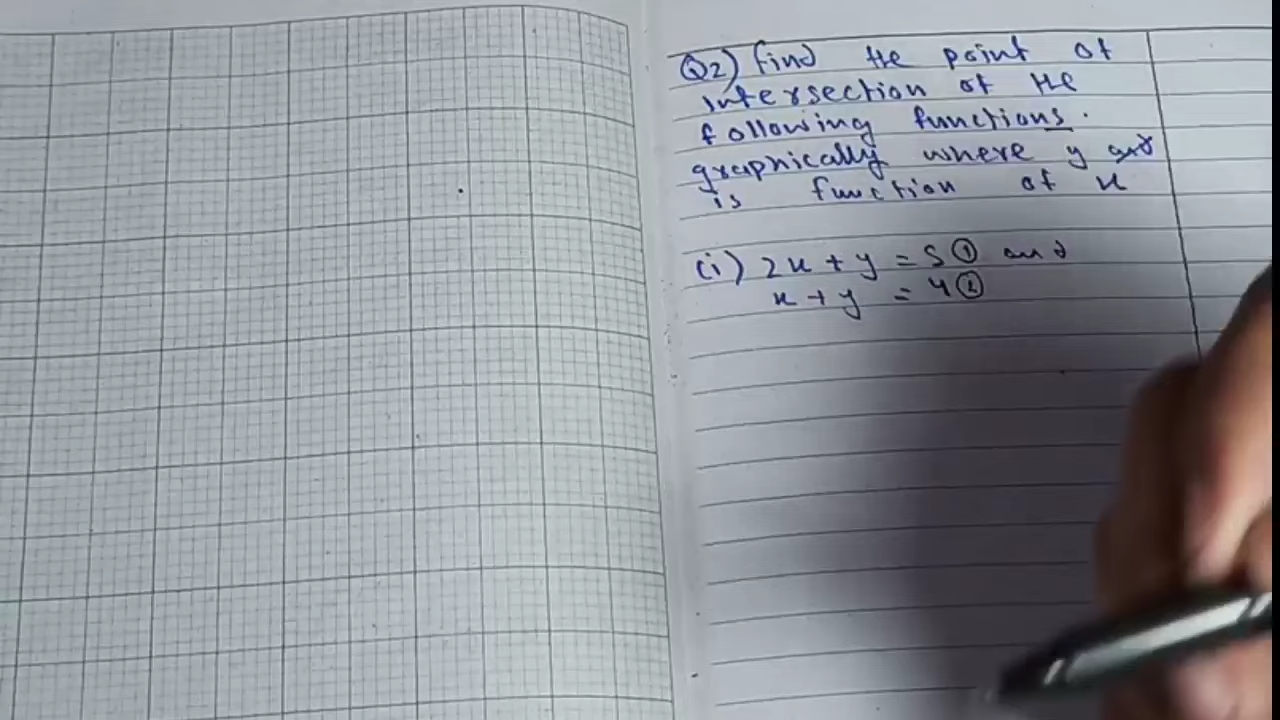 Q2) find the point of
intersection of the
following functions.
graphically where y
is function of x
(i) 2x + y = 5 ① and
x + y = 4 ②